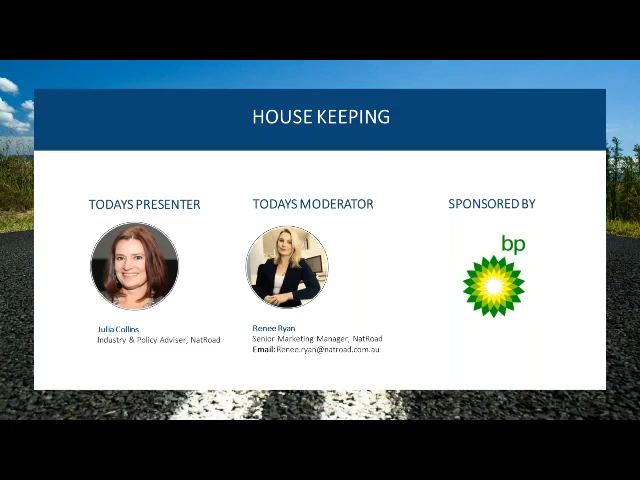 HOUSE KEEPING
TODAYS PRESENTER
TODAYS MODERATOR
SPONSORED BY
bp
Julia Collins
Industry & Policy Adviser, NatRoad
Renee Ryan
Senior Marketing Manager, NatRoad
Email: Renee.ryan@natroad.com.au